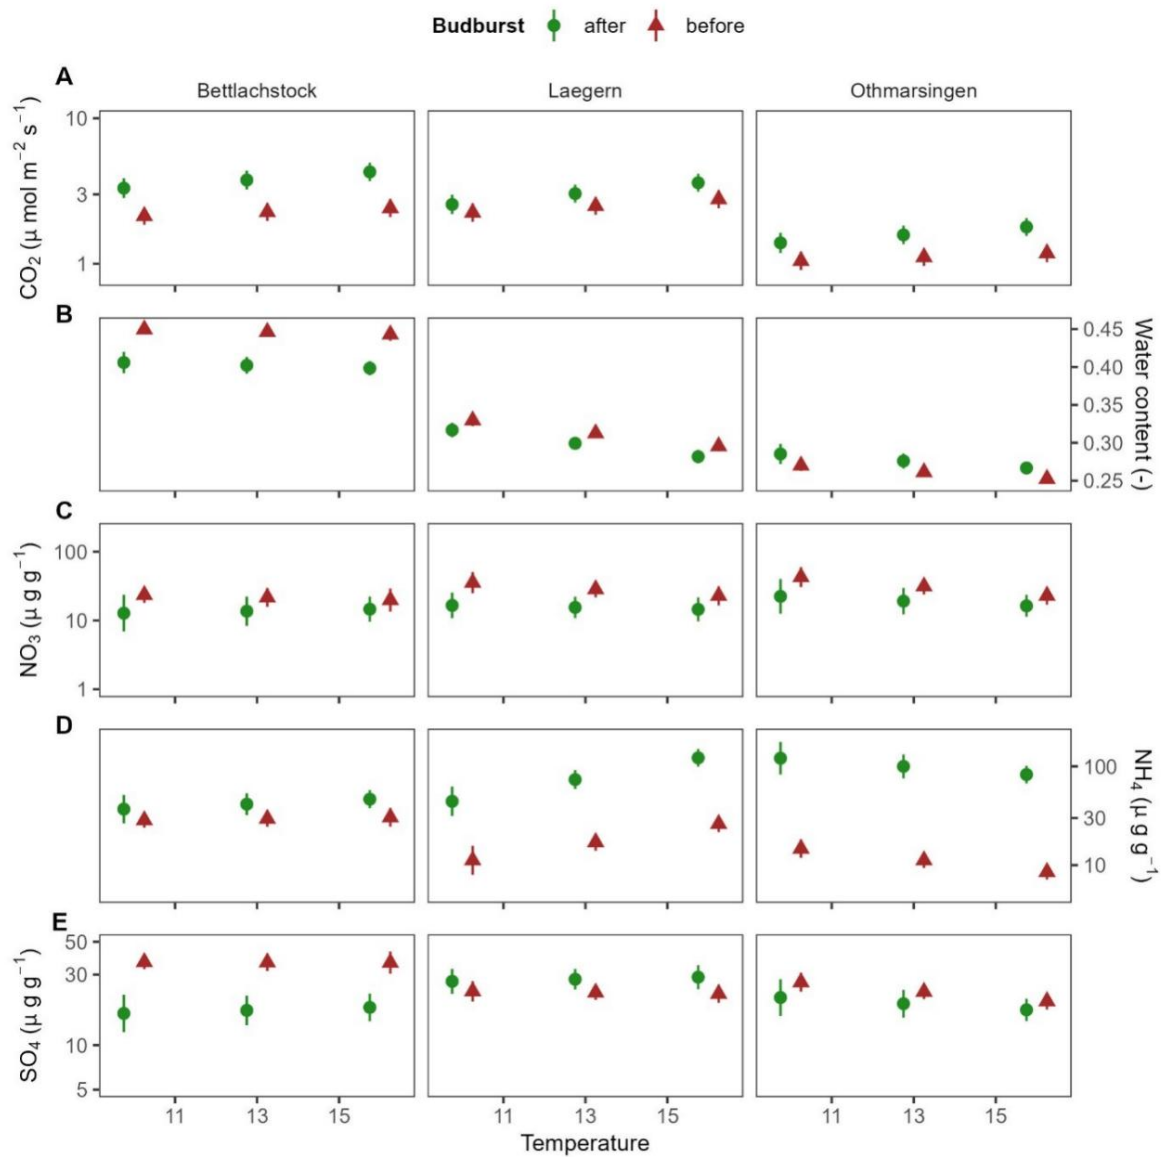 Budburst after before
A
Bettlachstock Laegern Othmarsingen
CO₂ (μ mol m⁻² s⁻¹)
10
3
1
B
Water content (-)
0.45
0.40
0.35
0.30
0.25
C
NO₃ (μ g g⁻¹)
100
10
1
D
NH₄ (μ g g⁻¹)
100
30
10
E
SO₄ (μ g g⁻¹)
50
30
10
5
11 13 15 11 13 15 11 13 15
Temperature